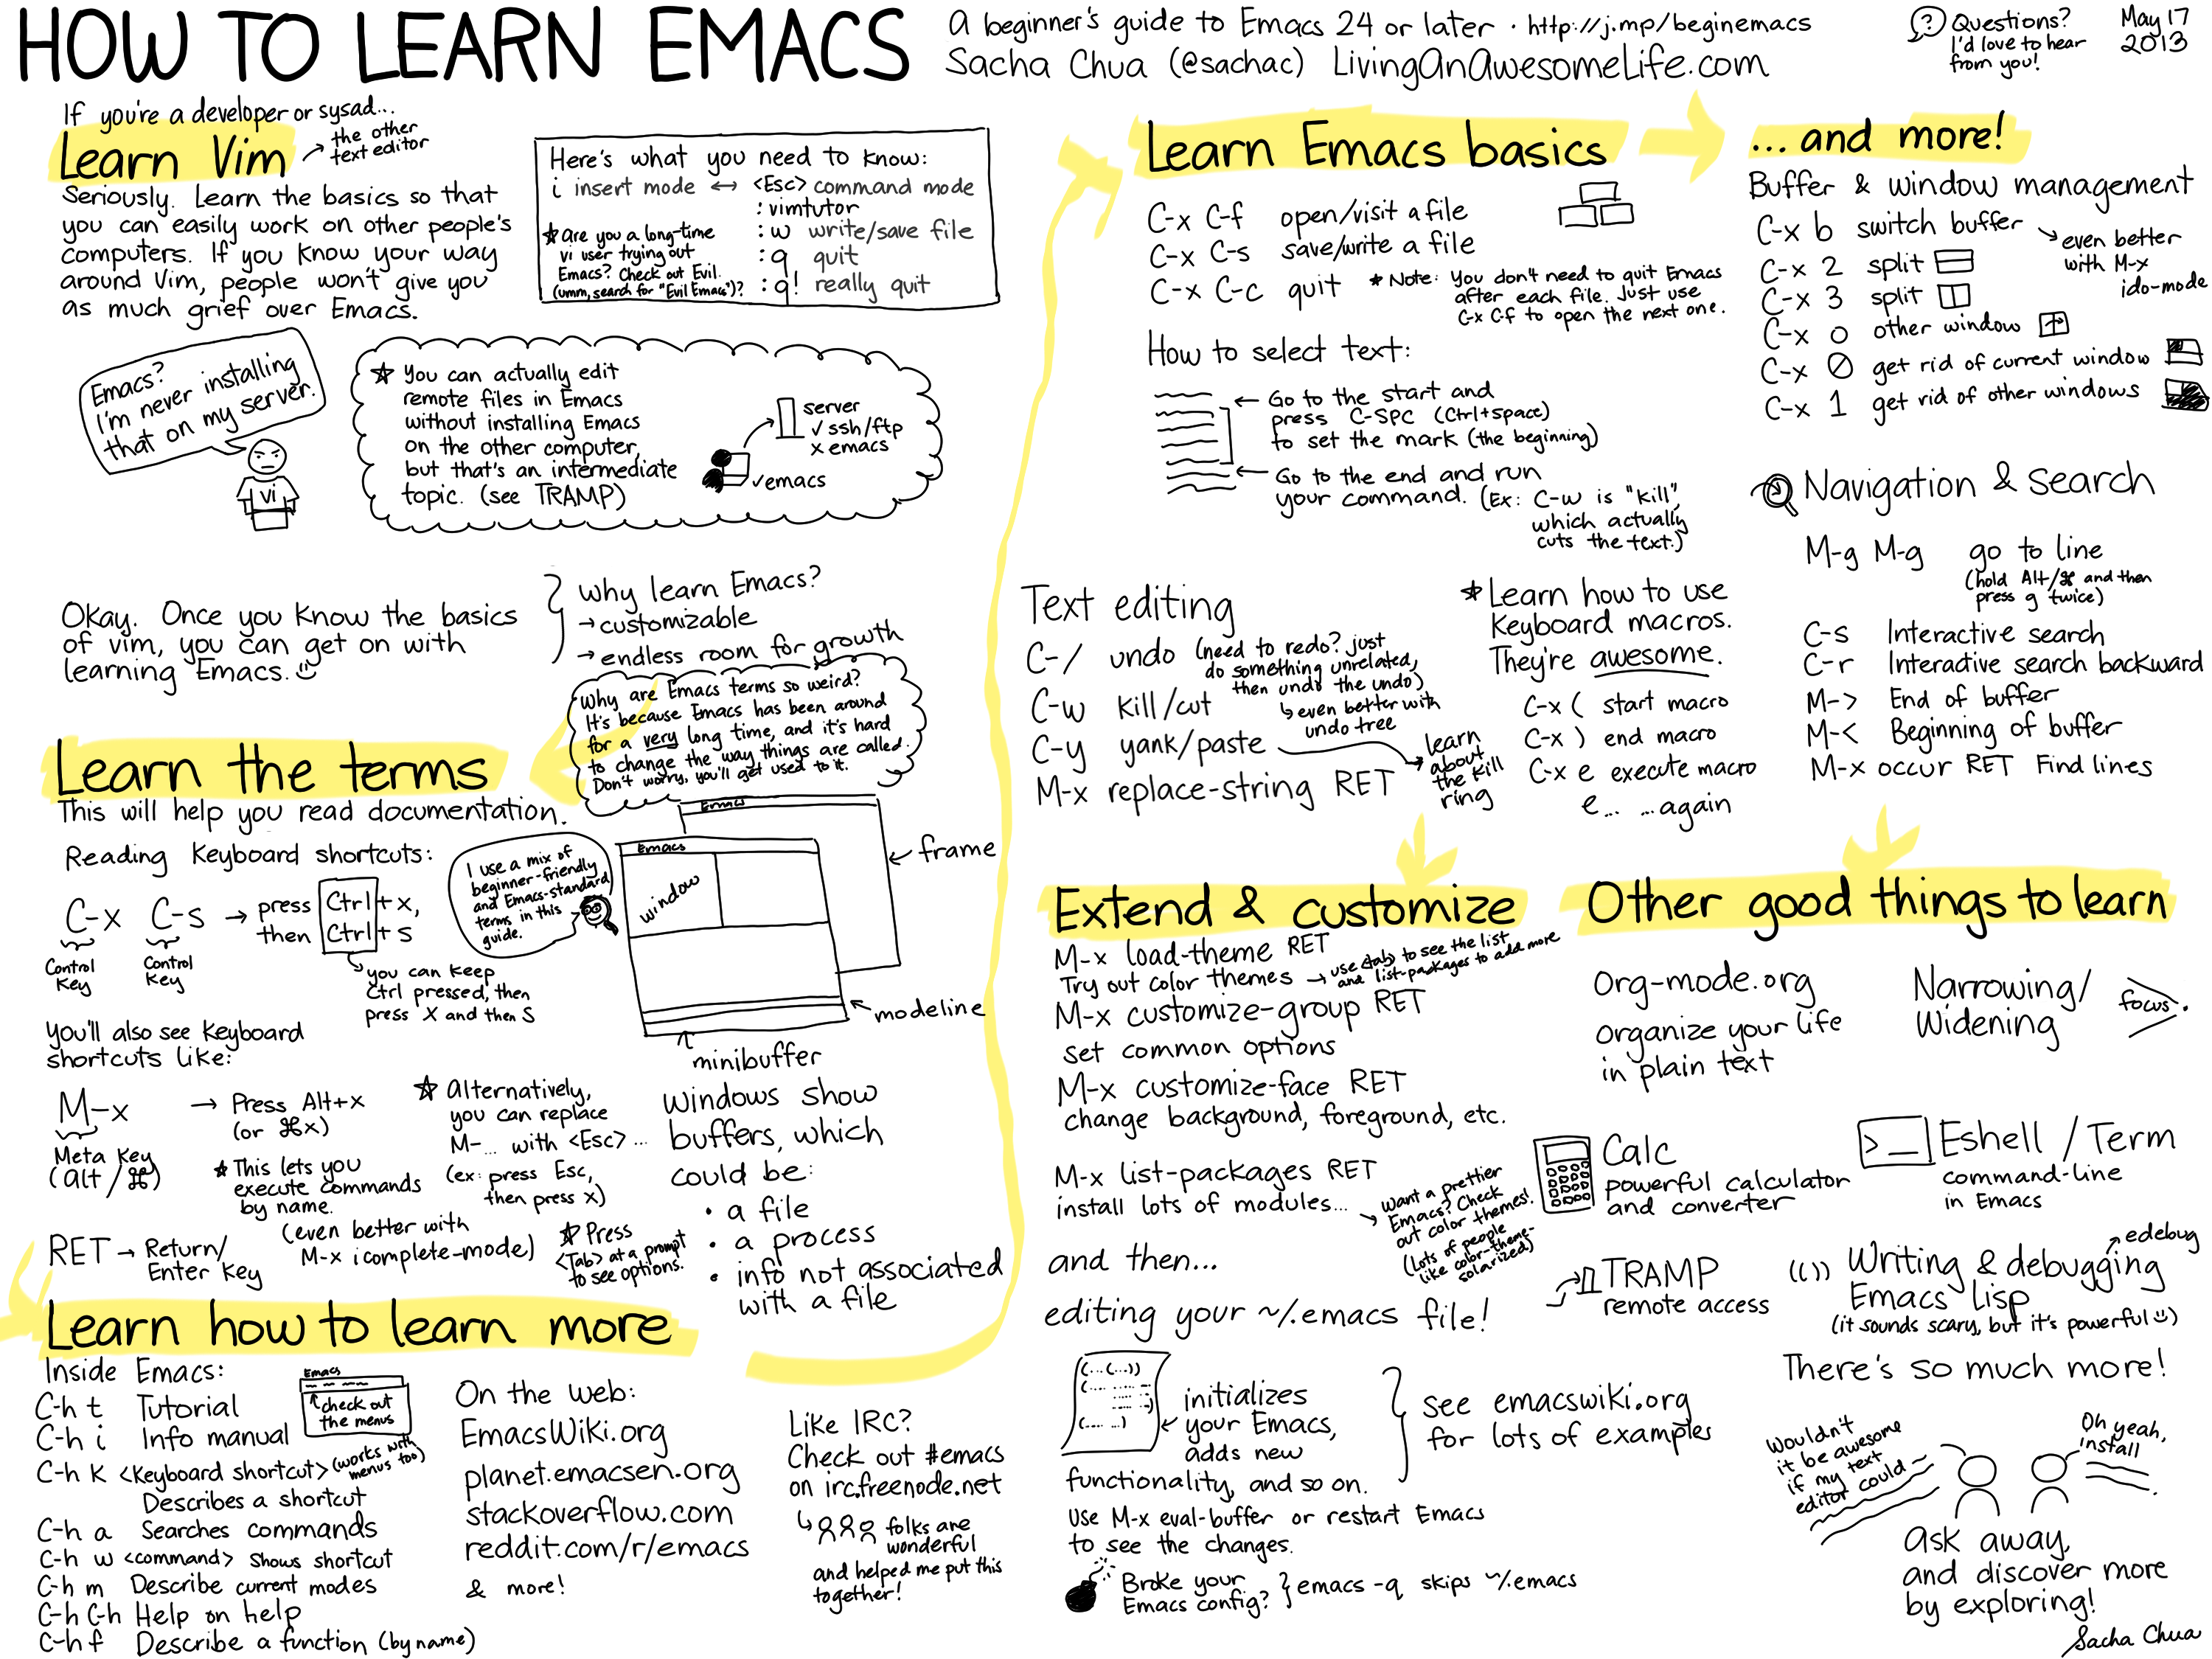 HOW TO LEARN EMACS
A beginner's guide to Emacs 24 or later · http://j.mp/beginemacs
Sacha Chua (@sachac) LivingAnAwesomeLife.com
? Questions?
I'd love to hear
from you!
May 17
2013
If you're a developer or sysad...
Learn Vim
→ the other
text editor
Seriously. Learn the basics so that
you can easily work on other people's
computers. If you know your way
around Vim, people won't give you
as much grief over Emacs.
Here's what you need to know:
i insert mode ↔ <Esc> command mode
:vimtutor
:w write/save file
:q quit
:q! really quit
★ Are you a long-time
vi user trying out
Emacs? Check out Evil.
(umm, search for "Evil Emacs")?
Emacs?
I'm never installing
that on my server.
vi
★ You can actually edit
remote files in Emacs
without installing Emacs
on the other computer,
but that's an intermediate
topic. (see TRAMP)
server
✓ ssh/ftp
x emacs
✓emacs
Okay. Once you know the basics
of vim, you can get on with
learning Emacs.
Why learn Emacs?
→ customizable
→ endless room for growth
Why are Emacs terms so weird?
It's because Emacs has been around
for a very long time, and it's hard
to change the way things are called.
Don't worry, you'll get used to it.
Learn the terms
This will help you read documentation.
Reading keyboard shortcuts:
C-x C-s → press Ctrl + x,
then Ctrl + s
Control
key
Control
key
you can keep
Ctrl pressed, then
press X and then S
I use a mix of
beginner-friendly
and Emacs-standard
terms in this
guide.
Emacs
Emacs
window
← frame
modeline
minibuffer
You'll also see keyboard
shortcuts like:
M-x → Press Alt+x
(or ⌘x)
Meta key
(alt/⌘)
★ This lets you
execute commands
by name.
(even better with
M-x icomplete-mode)
★ Alternatively,
you can replace
M-... with <Esc>...
(ex: press Esc,
then press x)
★ Press
<Tab> at a prompt
to see options.
RET → Return/
Enter key
Windows show
buffers, which
could be:
• a file
• a process
• info not associated
with a file
Learn how to learn more
Inside Emacs:
C-h t Tutorial
C-h i Info manual
C-h k <Keyboard shortcut> (works with
menus too)
Describes a shortcut
C-h a Searches commands
C-h w <command> shows shortcut
C-h m Describe current modes
C-h C-h Help on help
C-h f Describe a function (by name)
Emacs
check out
the menus
On the web:
EmacsWiki.org
planet.emacsen.org
stackoverflow.com
reddit.com/r/emacs
& more!
Like IRC?
Check out #emacs
on irc.freenode.net
folks are
wonderful
and helped me put this
together!
Learn Emacs basics
C-x C-f open/visit a file
C-x C-s save/write a file
C-x C-c quit
★ Note: You don't need to quit Emacs
after each file. Just use
C-x C-f to open the next one.
How to select text:
← Go to the start and
press C-SPC (Ctrl+space)
to set the mark (the beginning)
← Go to the end and run
your command. (Ex: C-w is "kill",
which actually
cuts the text.)
Text editing
C-/ undo (need to redo? just
do something unrelated,
then undo the undo)
even better with
undo tree
C-w kill/cut
C-y yank/paste
learn
about
the kill
ring
M-x replace-string RET
★ Learn how to use
keyboard macros.
They're awesome.
C-x ( start macro
C-x ) end macro
C-x e execute macro
e... ...again
...and more!
Buffer & window management
C-x b switch buffer
even better
with M-x
ido-mode
C-x 2 split
C-x 3 split
C-x o other window
C-x 0 get rid of current window
C-x 1 get rid of other windows
Navigation & search
M-g M-g go to line
(hold Alt/⌘ and then
press g twice)
C-s Interactive search
C-r Interactive search backward
M-> End of buffer
M-< Beginning of buffer
M-x occur RET Find lines
Extend & customize
M-x load-theme RET
Try out color themes → use <tab> to see the list
and list-packages to add more
M-x customize-group RET
set common options
M-x customize-face RET
change background, foreground, etc.
M-x list-packages RET
install lots of modules...
Want a prettier
Emacs? Check
out color themes!
(Lots of people
like color-theme-
solarized)
and then...
editing your ~/.emacs file!
(...(...))
(....
(.... ..)
initializes
your Emacs,
adds new
functionality, and so on.
see emacswiki.org
for lots of examples
Use M-x eval-buffer or restart Emacs
to see the changes.
Broke your
Emacs config? } emacs -q skips ~/.emacs
Other good things to learn
Org-mode.org
organize your life
in plain text
Narrowing/
Widening
focus.
Calc
powerful calculator
and converter
>_ Eshell / Term
command-line
in Emacs
TRAMP
remote access
(()) Writing & debugging
Emacs Lisp
edebug
(it sounds scary, but it's powerful)
There's so much more!
Wouldn't
it be awesome
if my text
editor could
Oh yeah,
install
ask away,
and discover more
by exploring!
Sacha Chua